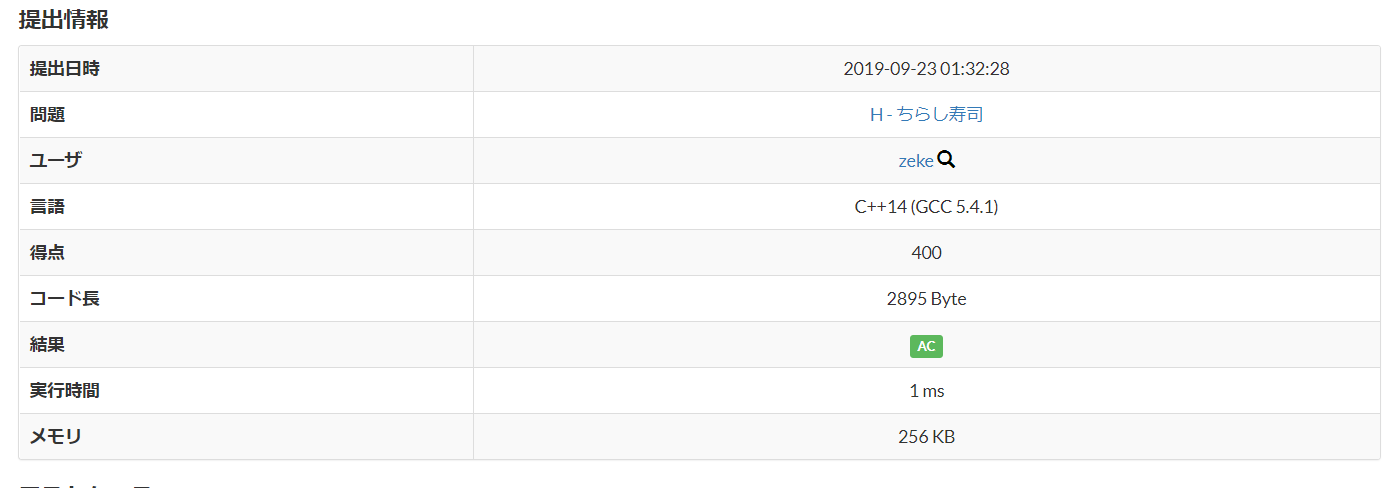 提出情報
提出日時 2019-09-23 01:32:28
問題 H - ちらし寿司
ユーザ zeke
言語 C++14 (GCC 5.4.1)
得点 400
コード長 2895 Byte
結果 AC
実行時間 1 ms
メモリ 256 KB